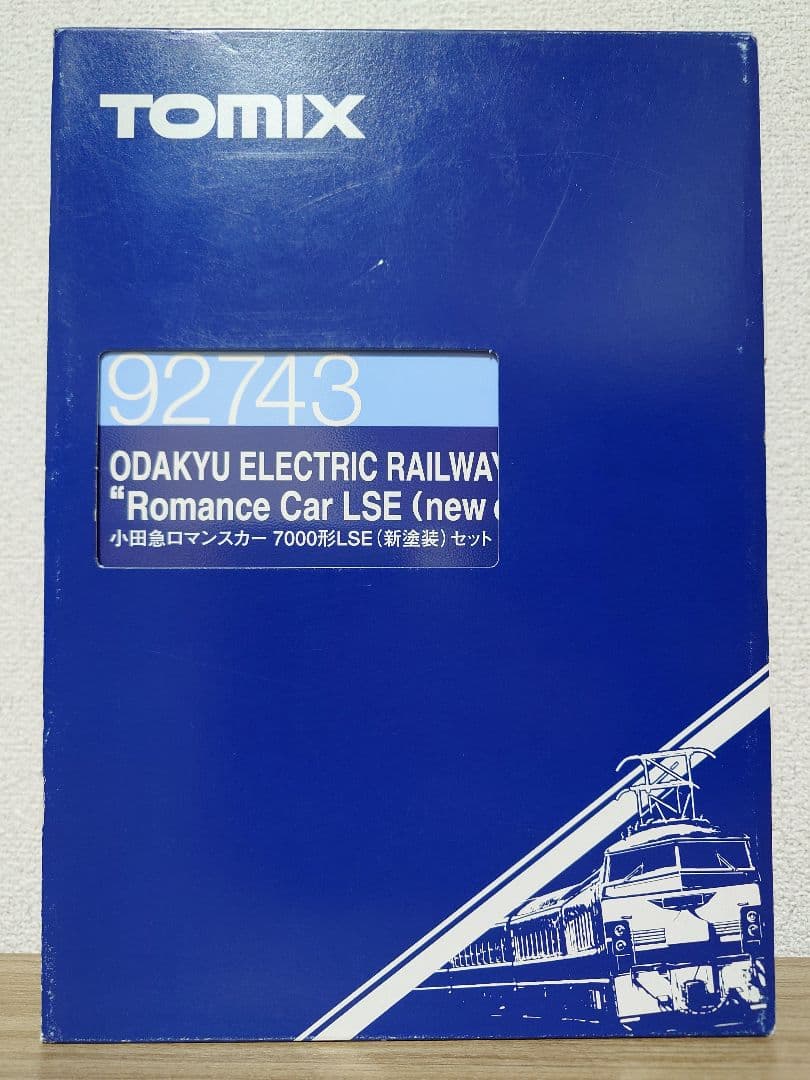 TOMIX
92743
ODAKYU ELECTRIC RAILWAY
“Romance Car LSE (new
小田急ロマンスカー 7000形LSE(新塗装)セット